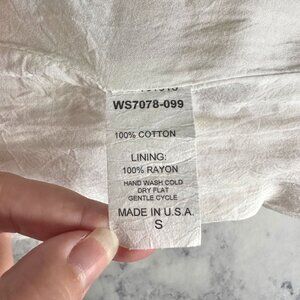 WS7078-099
100% COTTON
LINING:
100% RAYON
HAND WASH COLD
DRY FLAT
GENTLE CYCLE
MADE IN U.S.A.
S